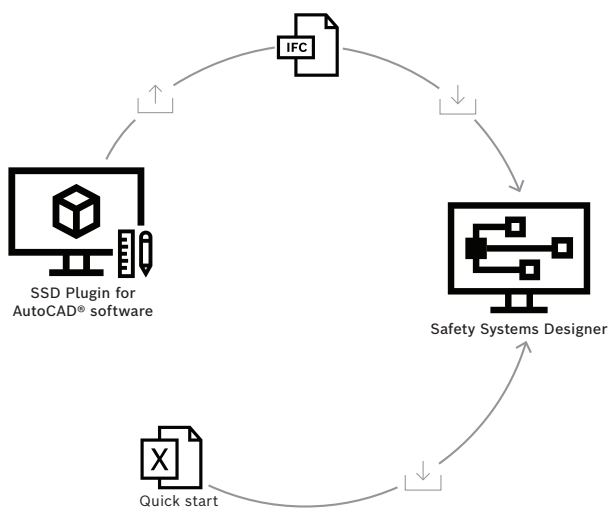 IFC
SSD Plugin for
AutoCAD® software
Safety Systems Designer
X
Quick start